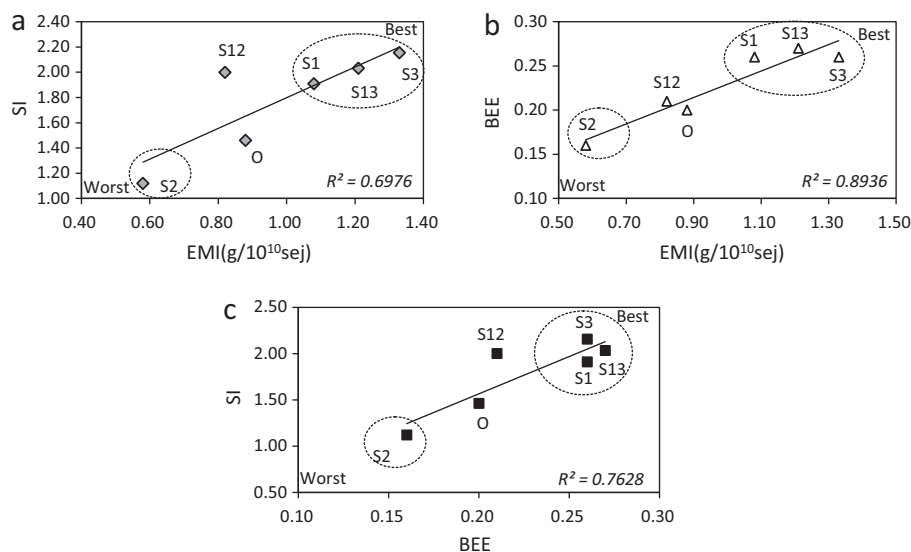 a
SI
2.40
2.20
2.00
1.80
1.60
1.40
1.20
1.00
Best
S12
S1
S13
S3
O
Worst
S2
R² = 0.6976
0.40 0.60 0.80 1.00 1.20 1.40
EMI(g/10¹⁰sej)
b
BEE
0.30
0.25
0.20
0.15
0.10
Best
S1
S13
S3
S12
O
S2
Worst
R² = 0.8936
0.50 0.70 0.90 1.10 1.30 1.50
EMI(g/10¹⁰sej)
c
SI
2.50
2.00
1.50
1.00
0.50
Best
S3
S12
S1
S13
O
S2
Worst
R² = 0.7628
0.10 0.15 0.20 0.25 0.30
BEE